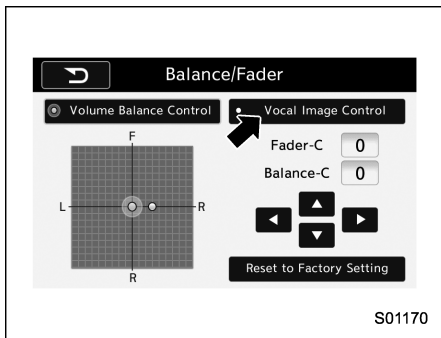 Balance/Fader
Volume Balance Control
Vocal Image Control
F
L
R
R
Fader-C 0
Balance-C 0
Reset to Factory Setting
S01170